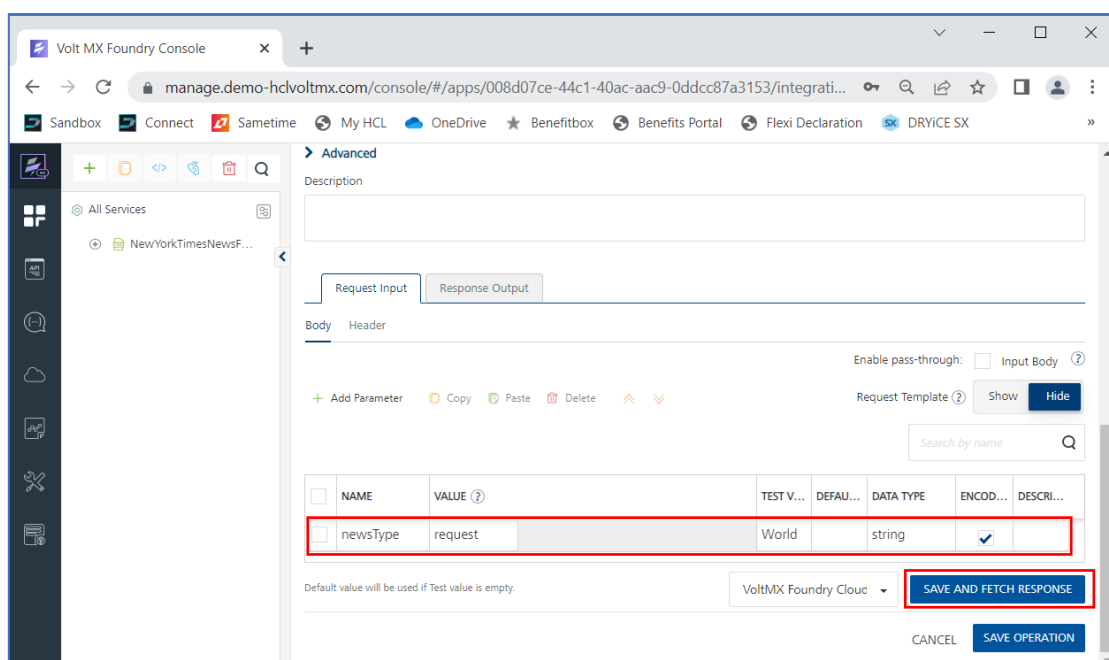 Volt MX Foundry Console
manage.demo-hclvoltmx.com/console/#/apps/008d07ce-44c1-40ac-aac9-0ddcc87a3153/integrati...
Sandbox Connect Sametime My HCL OneDrive Benefitbox Benefits Portal Flexi Declaration SX DRYiCE SX »
Advanced
Description
All Services
NewYorkTimesNewsF...
API
Request Input Response Output
Body Header
Enable pass-through: Input Body ?
+ Add Parameter Copy Paste Delete Request Template ? Show Hide
Search by name
NAME VALUE ? TEST V... DEFAU... DATA TYPE ENCOD... DESCRI...
newsType request World string
Default value will be used if Test value is empty. VoltMX Foundry Cloud SAVE AND FETCH RESPONSE
CANCEL SAVE OPERATION